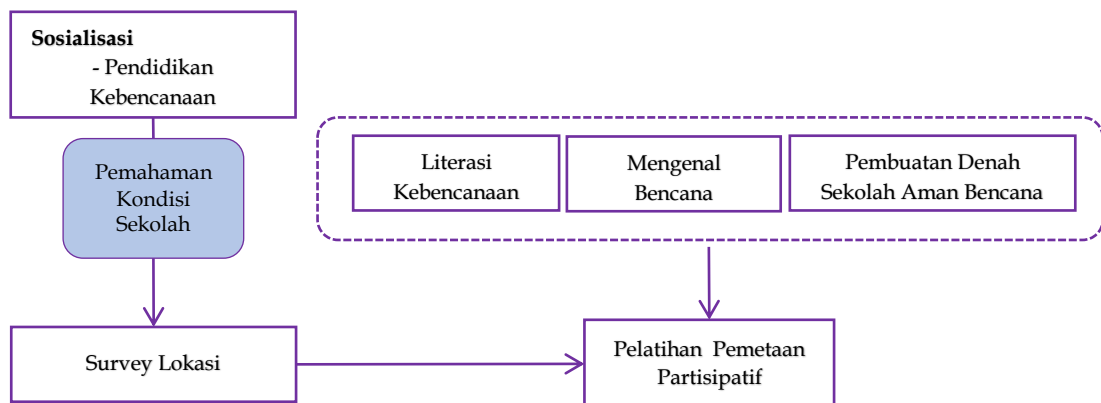 Sosialisasi
- Pendidikan
Kebencanaan
Pemahaman
Kondisi
Sekolah
Literasi
Kebencanaan
Mengenal
Bencana
Pembuatan Denah
Sekolah Aman Bencana
Survey Lokasi
Pelatihan Pemetaan
Partisipatif